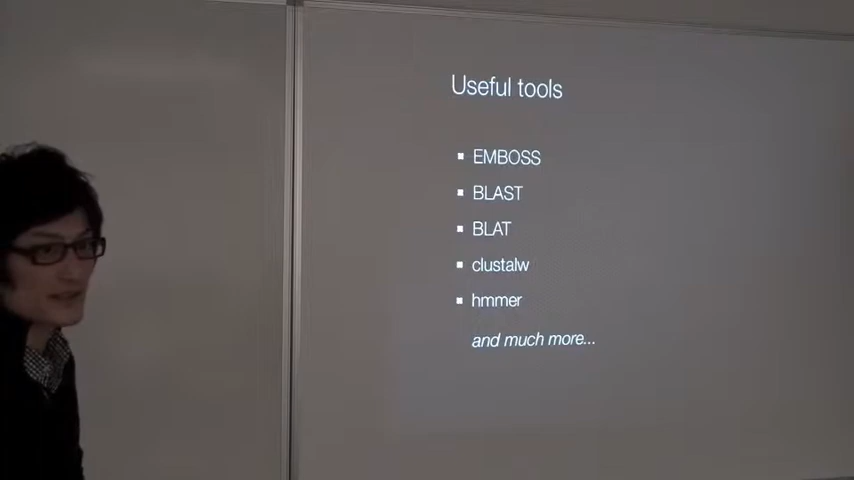 Useful tools
EMBOSS
BLAST
BLAT
clustalw
hmmer
and much more...